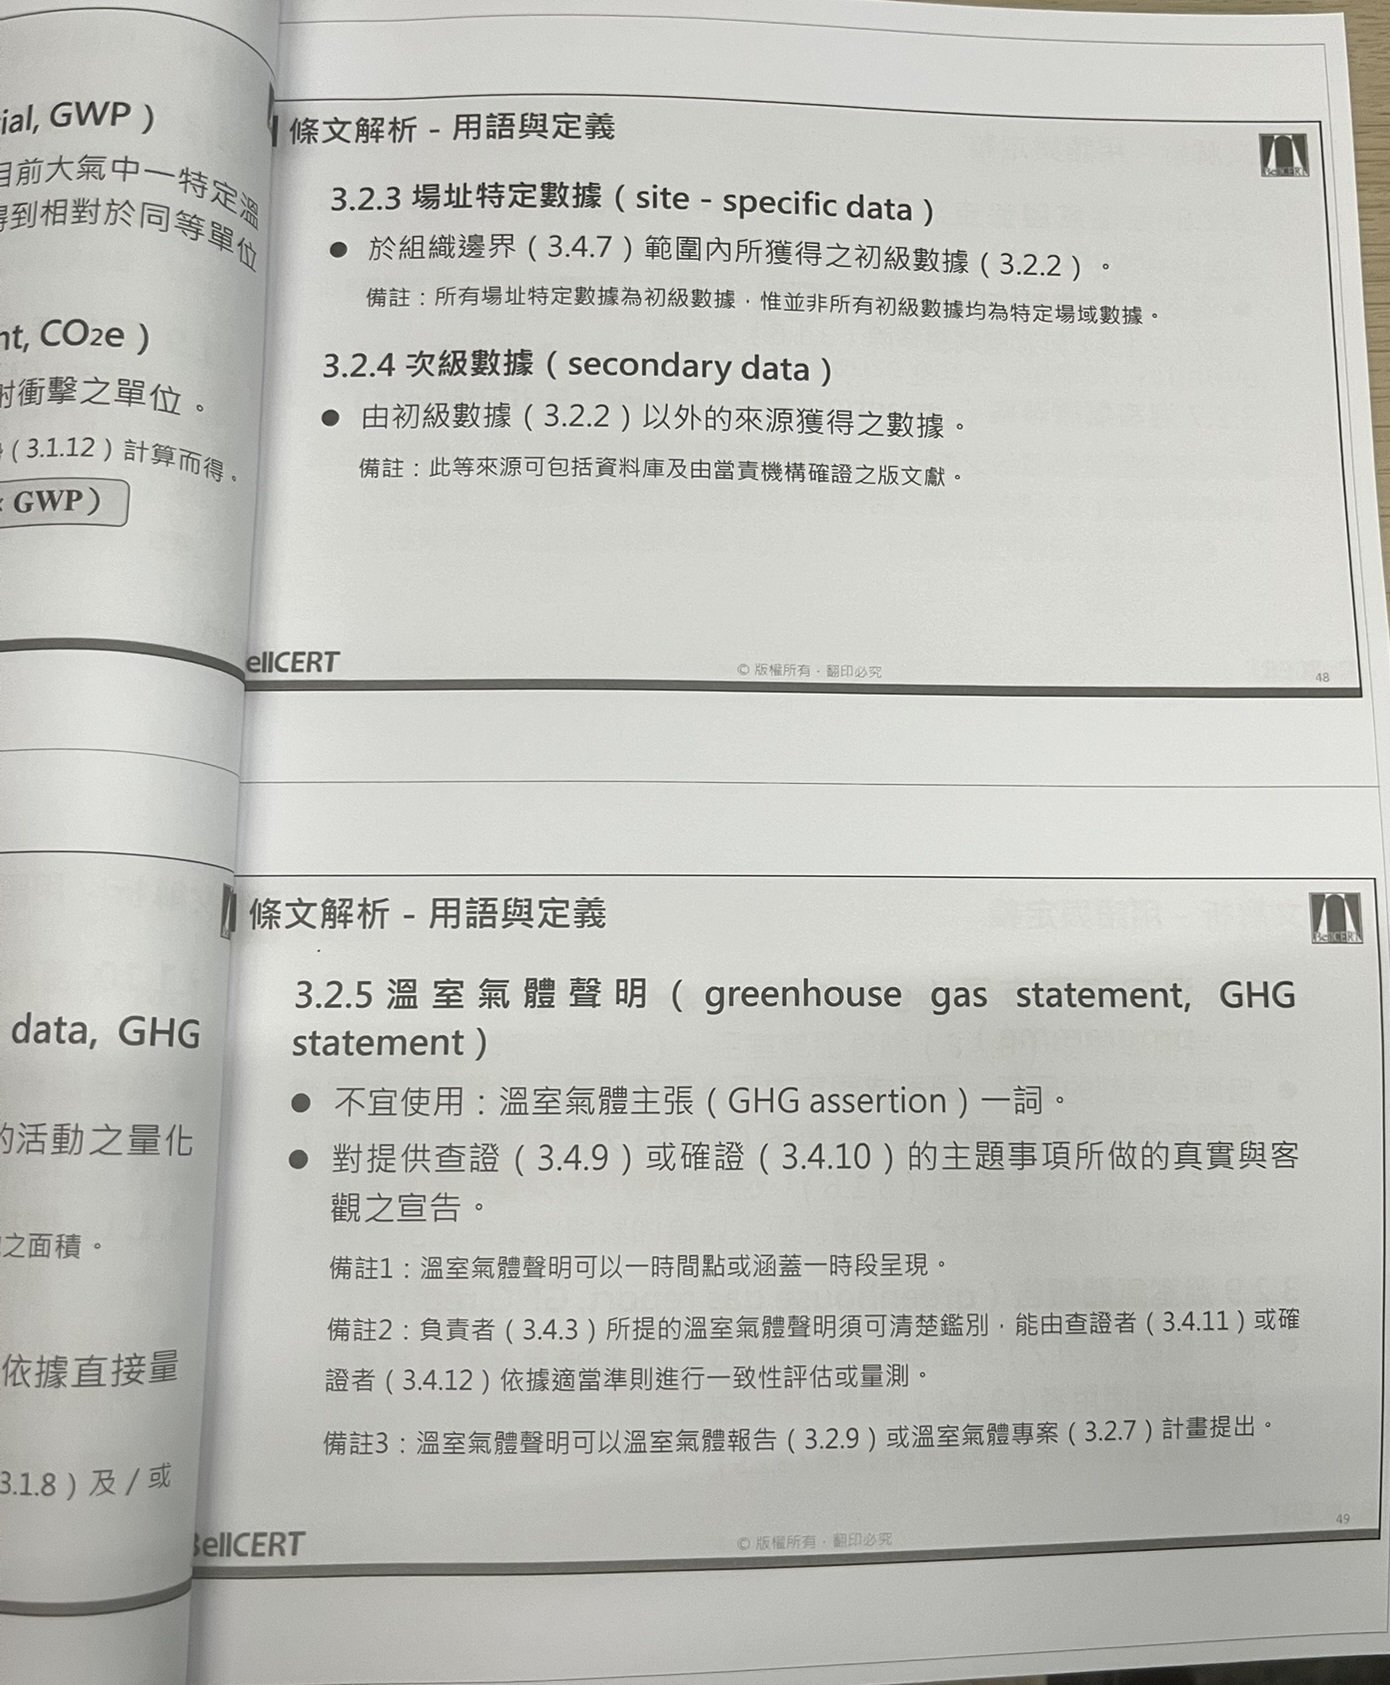 ial, GWP )
目前大氣中一特定溫
得到相對於同等單位
nt, CO2e )
射衝擊之單位。
( 3.1.12 ) 計算而得。
× GWP )
條文解析 - 用語與定義
BellCERT
3.2.3 場址特定數據 ( site - specific data )
● 於組織邊界 ( 3.4.7 ) 範圍內所獲得之初級數據 ( 3.2.2 ) 。
備註：所有場址特定數據為初級數據，惟並非所有初級數據均為特定場域數據。
3.2.4 次級數據 ( secondary data )
● 由初級數據 ( 3.2.2 ) 以外的來源獲得之數據。
備註：此等來源可包括資料庫及由當責機構確證之版文獻。
ellCERT
© 版權所有，翻印必究
48
data, GHG
的活動之量化
之面積。
依據直接量
3.1.8 ) 及 / 或
條文解析 - 用語與定義
BellCERT
3.2.5 溫室氣體聲明 ( greenhouse gas statement, GHG
statement )
● 不宜使用：溫室氣體主張 ( GHG assertion ) 一詞。
● 對提供查證 ( 3.4.9 ) 或確證 ( 3.4.10 ) 的主題事項所做的真實與客
觀之宣告。
備註1：溫室氣體聲明可以一時間點或涵蓋一時段呈現。
備註2：負責者 ( 3.4.3 ) 所提的溫室氣體聲明須可清楚鑑別，能由查證者 ( 3.4.11 ) 或確
證者 ( 3.4.12 ) 依據適當準則進行一致性評估或量測。
備註3：溫室氣體聲明可以溫室氣體報告 ( 3.2.9 ) 或溫室氣體專案 ( 3.2.7 ) 計畫提出。
BellCERT
© 版權所有，翻印必究
49